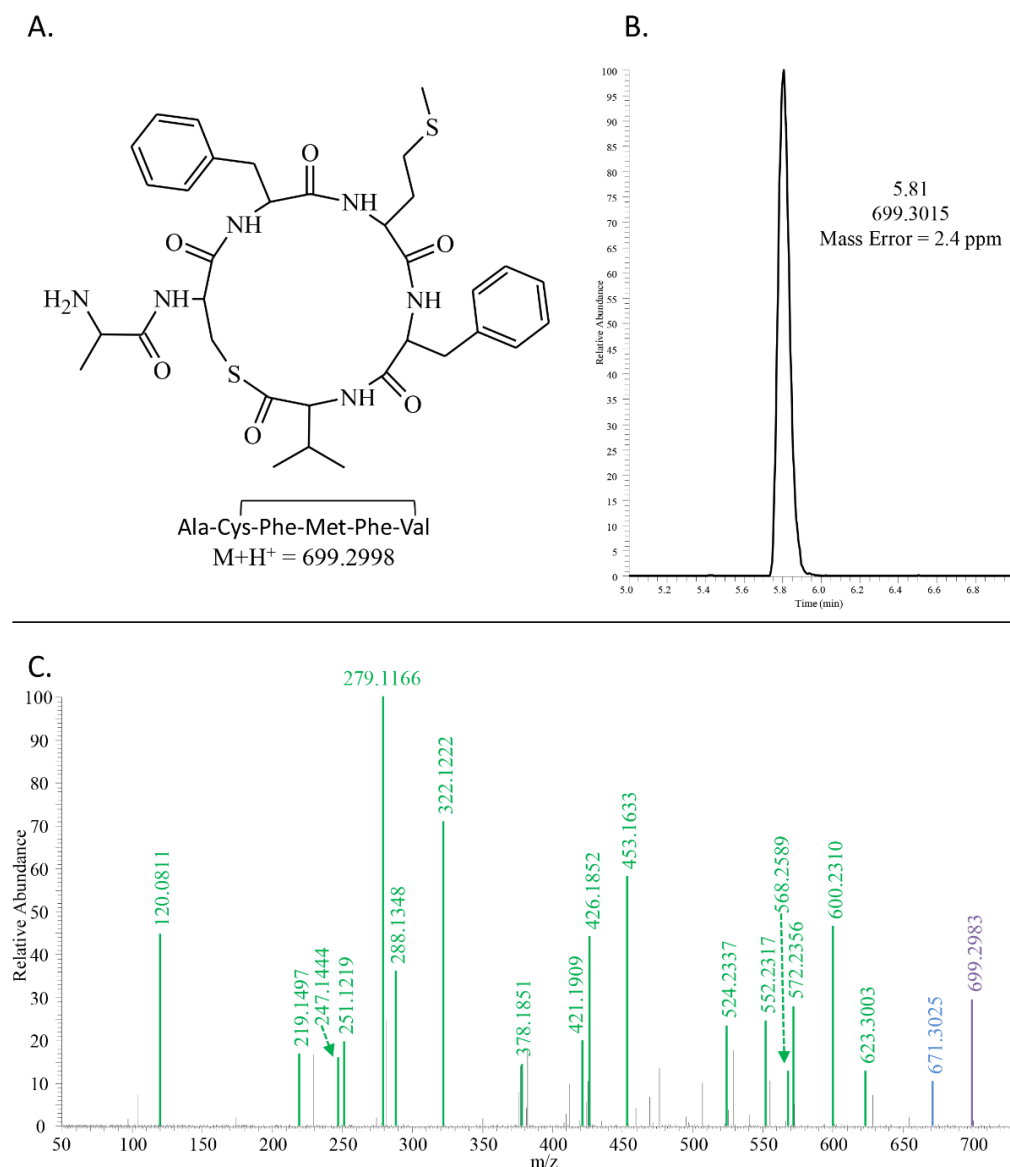 A.
S
O
NH
NH
O
O
O
NH
NH
H₂N
O
S
NH
O
O
Ala-Cys-Phe-Met-Phe-Val
M+H⁺ = 699.2998
B.
100
95
90
85
80
75
70
65
60
55
50
45
40
35
30
25
20
15
10
5
0
Relative Abundance
5.81
699.3015
Mass Error = 2.4 ppm
5.0 5.2 5.4 5.6 5.8 6.0 6.2 6.4 6.6 6.8
Time (min)
C.
100
90
80
70
60
50
40
30
20
10
0
Relative Abundance
120.0811
219.1497
247.1444
251.1219
279.1166
288.1348
322.1222
378.1851
421.1909
426.1852
453.1633
524.2337
552.2317
568.2589
572.2356
600.2310
623.3003
671.3025
699.2983
50 100 150 200 250 300 350 400 450 500 550 600 650 700
m/z